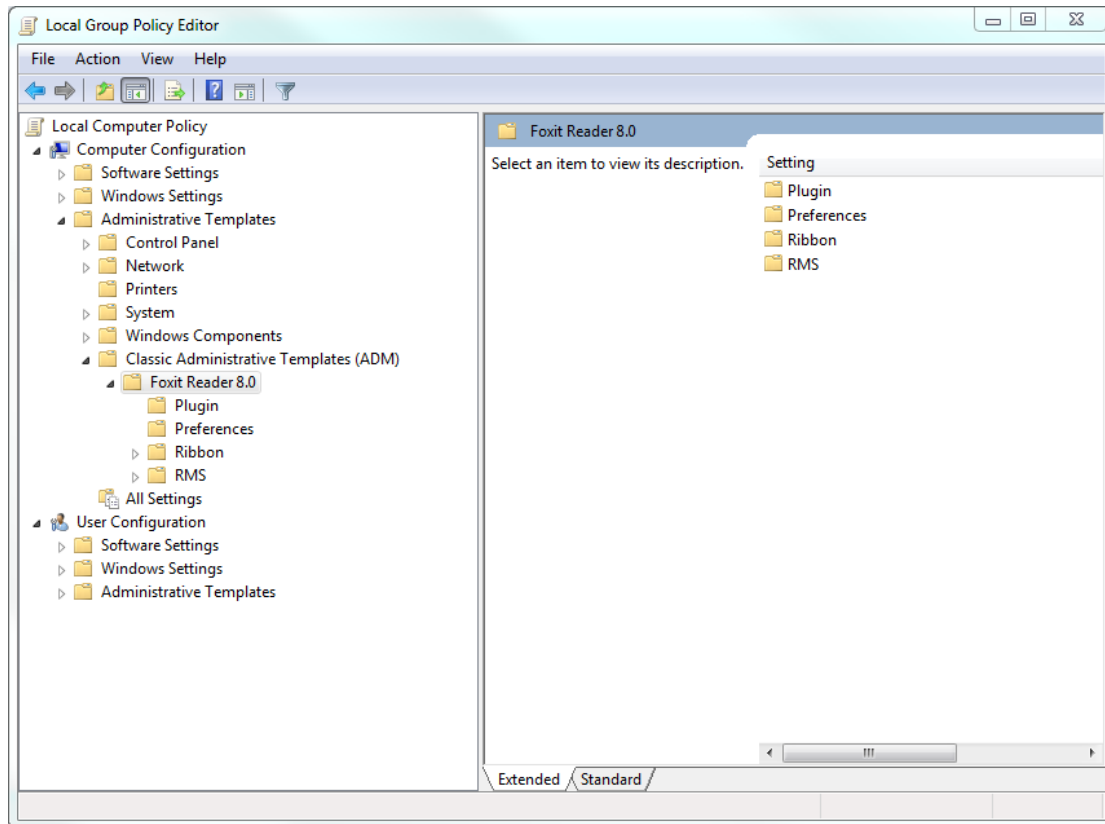 Local Group Policy Editor
File Action View Help
Local Computer Policy
Computer Configuration
Software Settings
Windows Settings
Administrative Templates
Control Panel
Network
Printers
System
Windows Components
Classic Administrative Templates (ADM)
Foxit Reader 8.0
Plugin
Preferences
Ribbon
RMS
All Settings
User Configuration
Software Settings
Windows Settings
Administrative Templates
Foxit Reader 8.0
Select an item to view its description.
Setting
Plugin
Preferences
Ribbon
RMS
Extended Standard